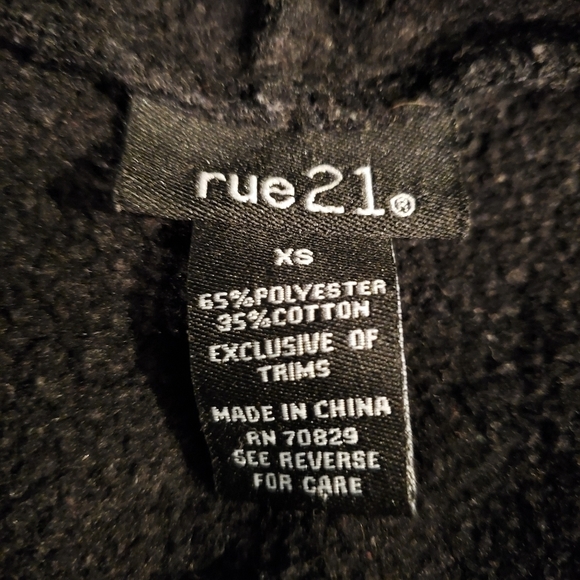 rue21®
XS
65%POLYESTER
35%COTTON
EXCLUSIVE OF
TRIMS
MADE IN CHINA
RN 70829
SEE REVERSE
FOR CARE